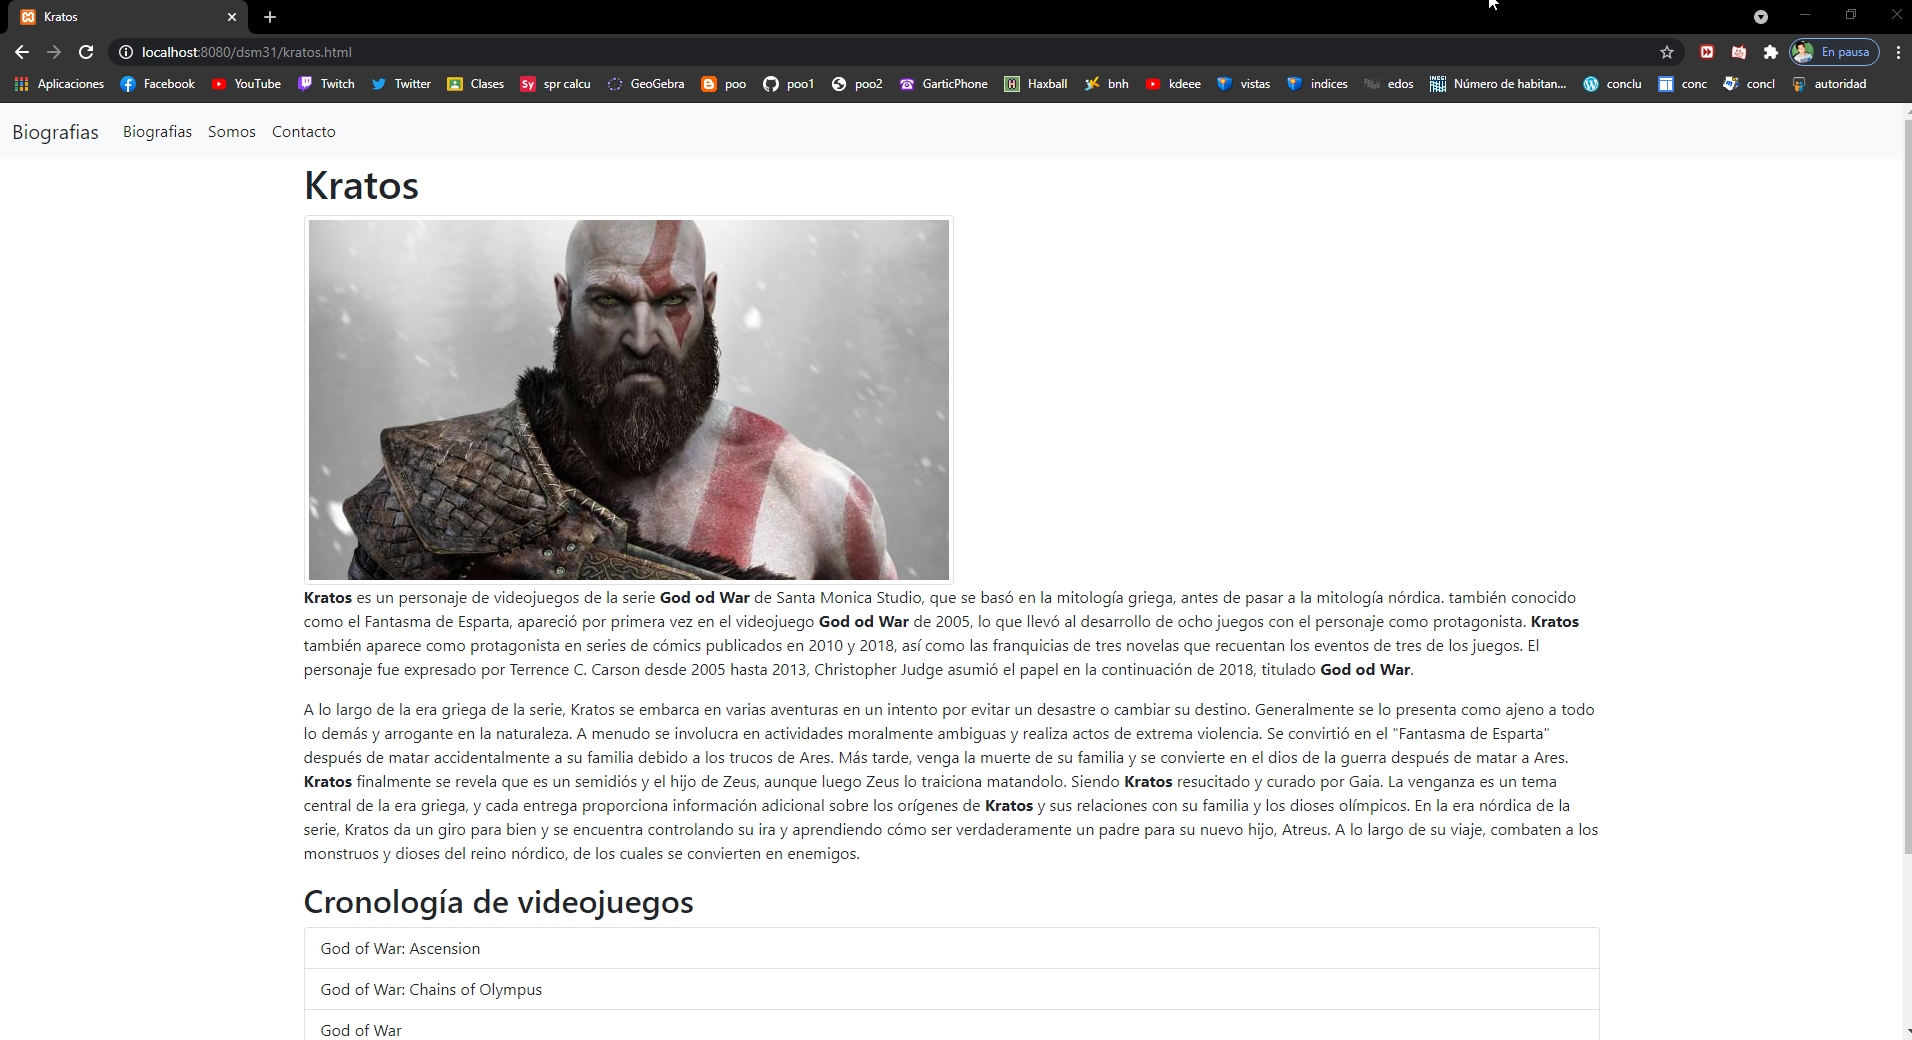 Kratos
localhost:8080/dsm31/kratos.html
En pausa
Aplicaciones Facebook YouTube Twitch Twitter Clases Sy spr calcu GeoGebra poo poo1 poo2 GarticPhone H Haxball bnh kdeee vistas indices edos INEGI Número de habitan... conclu conc concl autoridad
Biografias Biografias Somos Contacto
Kratos
Kratos es un personaje de videojuegos de la serie God od War de Santa Monica Studio, que se basó en la mitología griega, antes de pasar a la mitología nórdica. también conocido
como el Fantasma de Esparta, apareció por primera vez en el videojuego God od War de 2005, lo que llevó al desarrollo de ocho juegos con el personaje como protagonista. Kratos
también aparece como protagonista en series de cómics publicados en 2010 y 2018, así como las franquicias de tres novelas que recuentan los eventos de tres de los juegos. El
personaje fue expresado por Terrence C. Carson desde 2005 hasta 2013, Christopher Judge asumió el papel en la continuación de 2018, titulado God od War.
A lo largo de la era griega de la serie, Kratos se embarca en varias aventuras en un intento por evitar un desastre o cambiar su destino. Generalmente se lo presenta como ajeno a todo
lo demás y arrogante en la naturaleza. A menudo se involucra en actividades moralmente ambiguas y realiza actos de extrema violencia. Se convirtió en el "Fantasma de Esparta"
después de matar accidentalmente a su familia debido a los trucos de Ares. Más tarde, venga la muerte de su familia y se convierte en el dios de la guerra después de matar a Ares.
Kratos finalmente se revela que es un semidiós y el hijo de Zeus, aunque luego Zeus lo traiciona matandolo. Siendo Kratos resucitado y curado por Gaia. La venganza es un tema
central de la era griega, y cada entrega proporciona información adicional sobre los orígenes de Kratos y sus relaciones con su familia y los dioses olímpicos. En la era nórdica de la
serie, Kratos da un giro para bien y se encuentra controlando su ira y aprendiendo cómo ser verdaderamente un padre para su nuevo hijo, Atreus. A lo largo de su viaje, combaten a los
monstruos y dioses del reino nórdico, de los cuales se convierten en enemigos.
Cronología de videojuegos
God of War: Ascension
God of War: Chains of Olympus
God of War